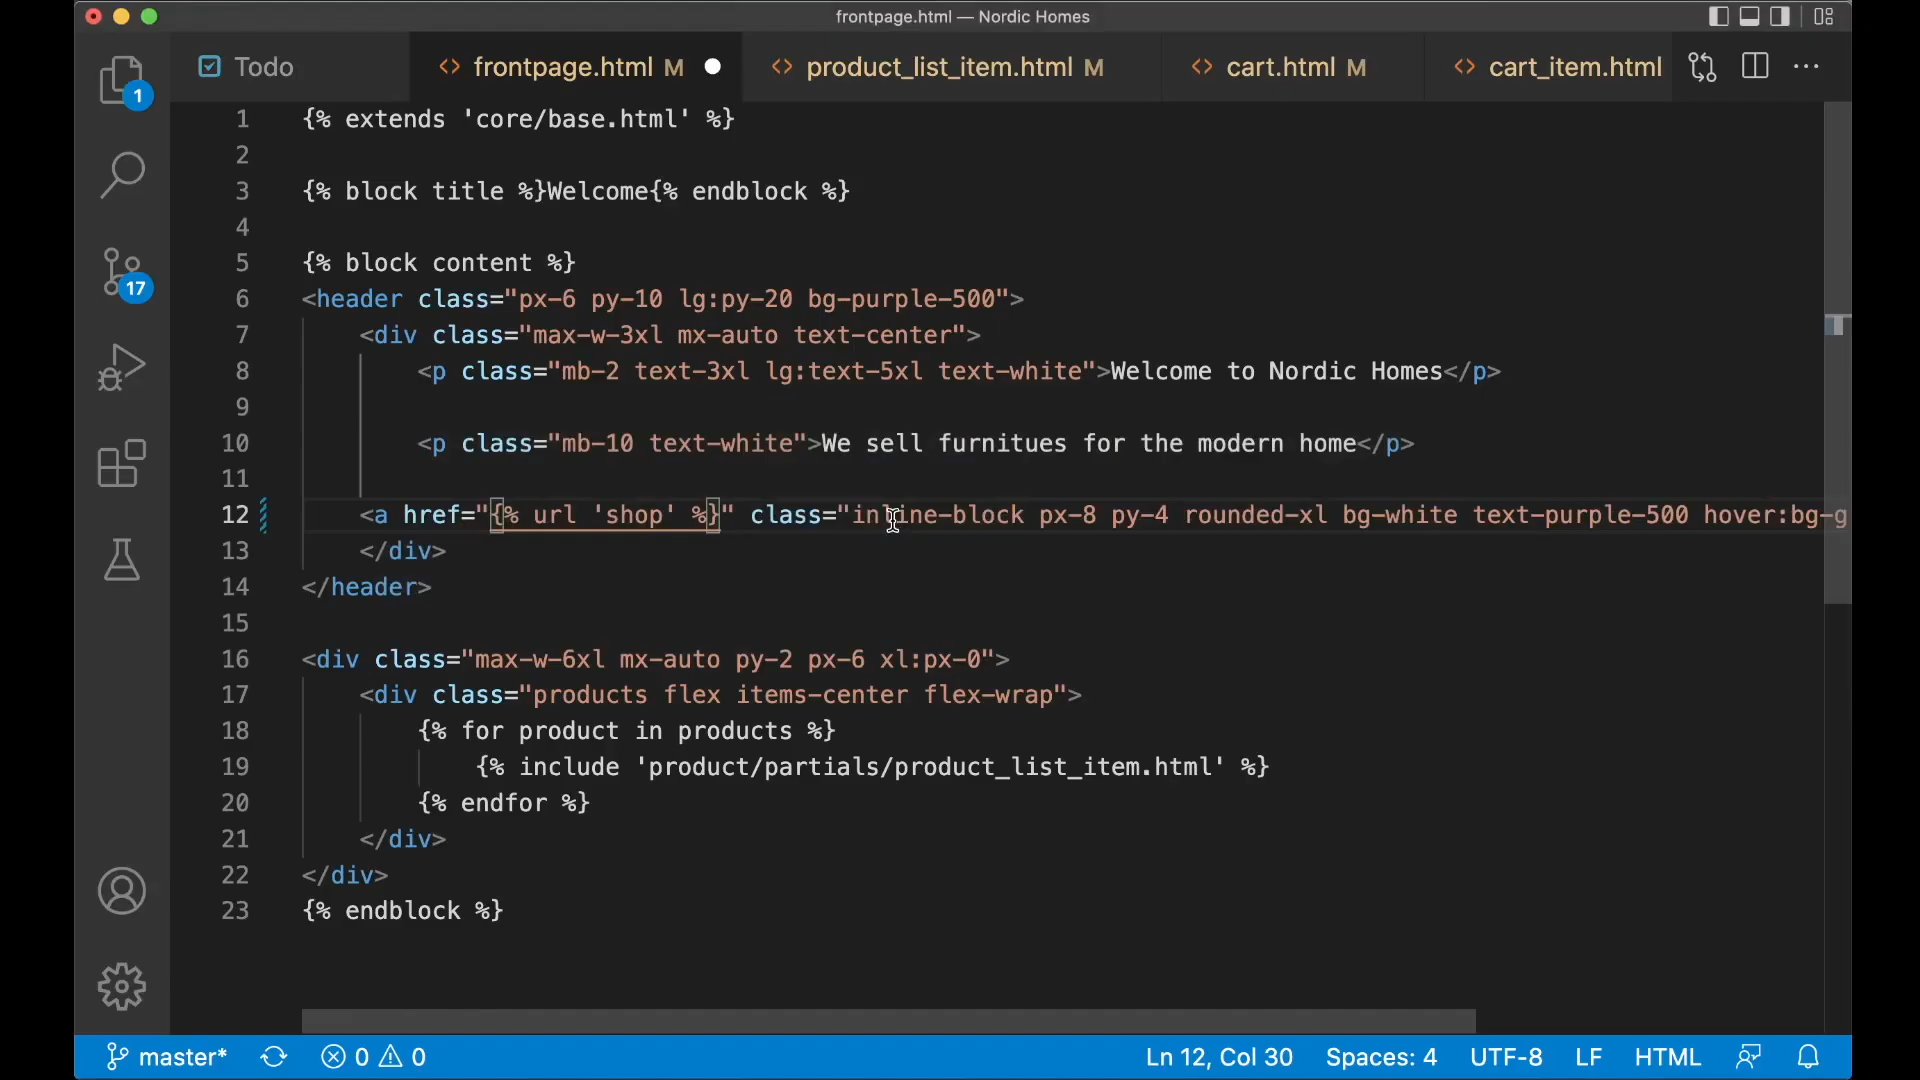 frontpage.html — Nordic Homes
Todo
frontpage.html M
product_list_item.html M
cart.html M
cart_item.html
1
17
1 {% extends 'core/base.html' %}
2
3 {% block title %}Welcome{% endblock %}
4
5 {% block content %}
6 <header class="px-6 py-10 lg:py-20 bg-purple-500">
7 <div class="max-w-3xl mx-auto text-center">
8 <p class="mb-2 text-3xl lg:text-5xl text-white">Welcome to Nordic Homes</p>
9
10 <p class="mb-10 text-white">We sell furnitues for the modern home</p>
11
12 <a href="{% url 'shop' %}" class="inline-block px-8 py-4 rounded-xl bg-white text-purple-500 hover:bg-g
13 </div>
14 </header>
15
16 <div class="max-w-6xl mx-auto py-2 px-6 xl:px-0">
17 <div class="products flex items-center flex-wrap">
18 {% for product in products %}
19 {% include 'product/partials/product_list_item.html' %}
20 {% endfor %}
21 </div>
22 </div>
23 {% endblock %}
master* 0 0 Ln 12, Col 30 Spaces: 4 UTF-8 LF HTML